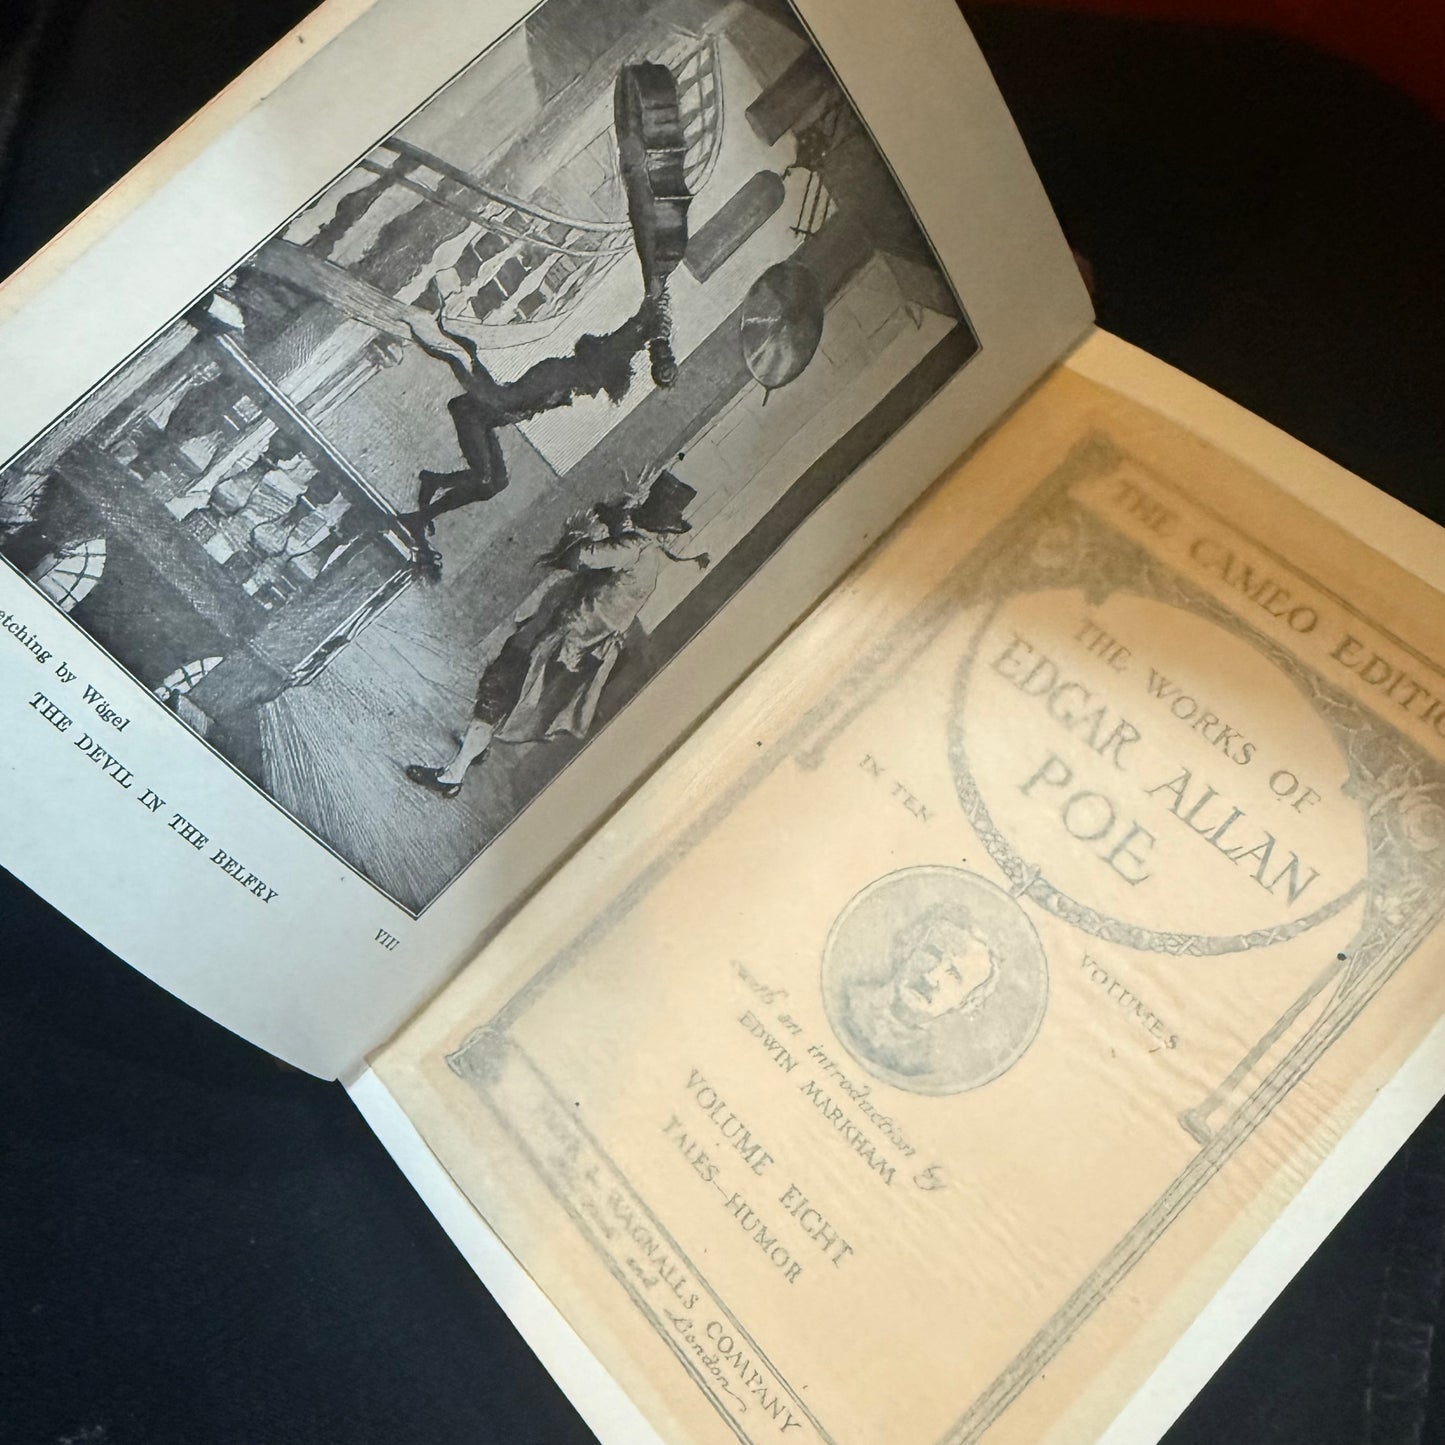 etching by Wögel
THE DEVIL IN THE BELFRY
VIII
THE CAMEO EDITIO
THE WORKS OF
EDGAR ALLAN
POE
IN TEN
VOLUMES
with an introduction by
EDWIN MARKHAM
VOLUME EIGHT
TALES—HUMOR
WAGNALLS COMPANY
and London